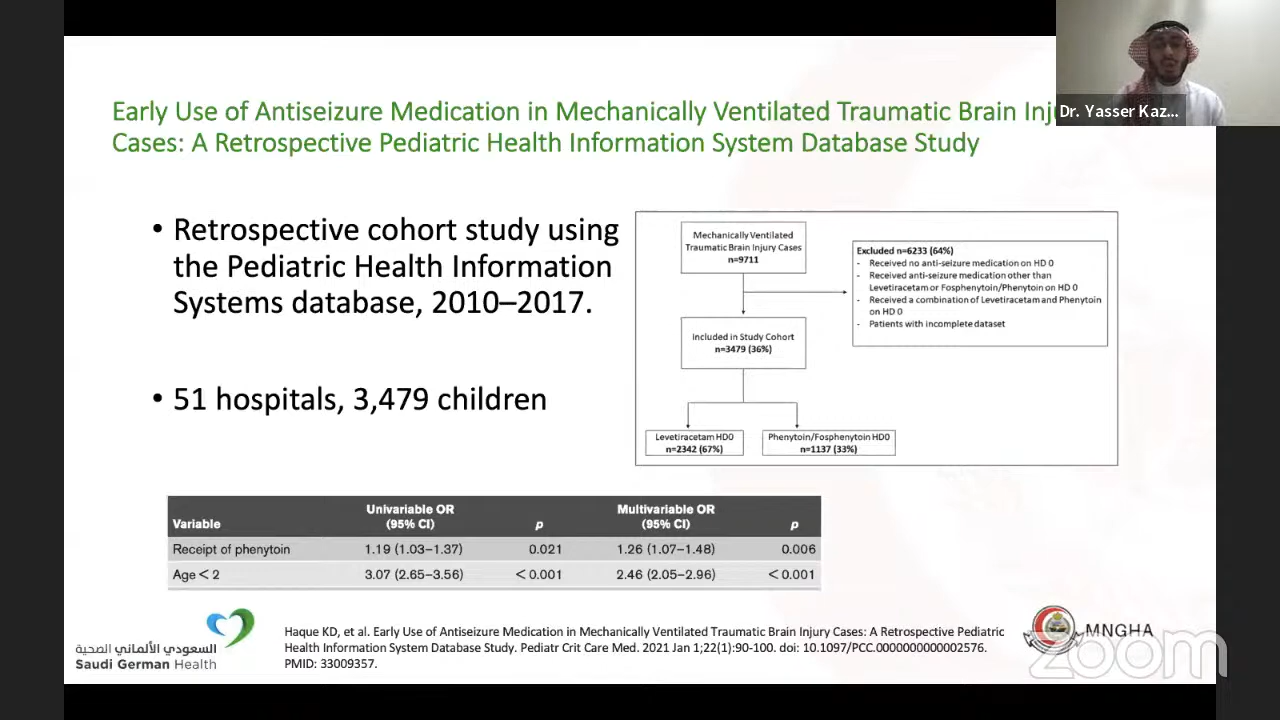 Early Use of Antiseizure Medication in Mechanically Ventilated Traumatic Brain
Cases: A Retrospective Pediatric Health Information System Database Study
Dr. Yasser Kaz...
• Retrospective cohort study using
the Pediatric Health Information
Systems database, 2010–2017.
• 51 hospitals, 3,479 children
Mechanically Ventilated
Traumatic Brain Injury Cases
n=9711
Excluded n=6233 (64%)
- Received no anti-seizure medication on HD 0
- Received anti-seizure medication other than
Levetiracetam or Fosphenytoin/Phenytoin on HD 0
- Received a combination of Levetiracetam and Phenytoin
on HD 0
- Patients with incomplete dataset
Included in Study Cohort
n=3479 (36%)
Levetiracetam HD0
n=2342 (67%)
Phenytoin/Fosphenytoin HD0
n=1137 (33%)
Univariable OR Multivariable OR
Variable (95% CI) p (95% CI) p
Receipt of phenytoin 1.19 (1.03–1.37) 0.021 1.26 (1.07–1.48) 0.006
Age < 2 3.07 (2.65–3.56) < 0.001 2.46 (2.05–2.96) < 0.001
السعودي الألماني الصحية
Saudi German Health
Haque KD, et al. Early Use of Antiseizure Medication in Mechanically Ventilated Traumatic Brain Injury Cases: A Retrospective Pediatric
Health Information System Database Study. Pediatr Crit Care Med. 2021 Jan 1;22(1):90-100. doi: 10.1097/PCC.0000000000002576.
PMID: 33009357.
MNGHA
zoom